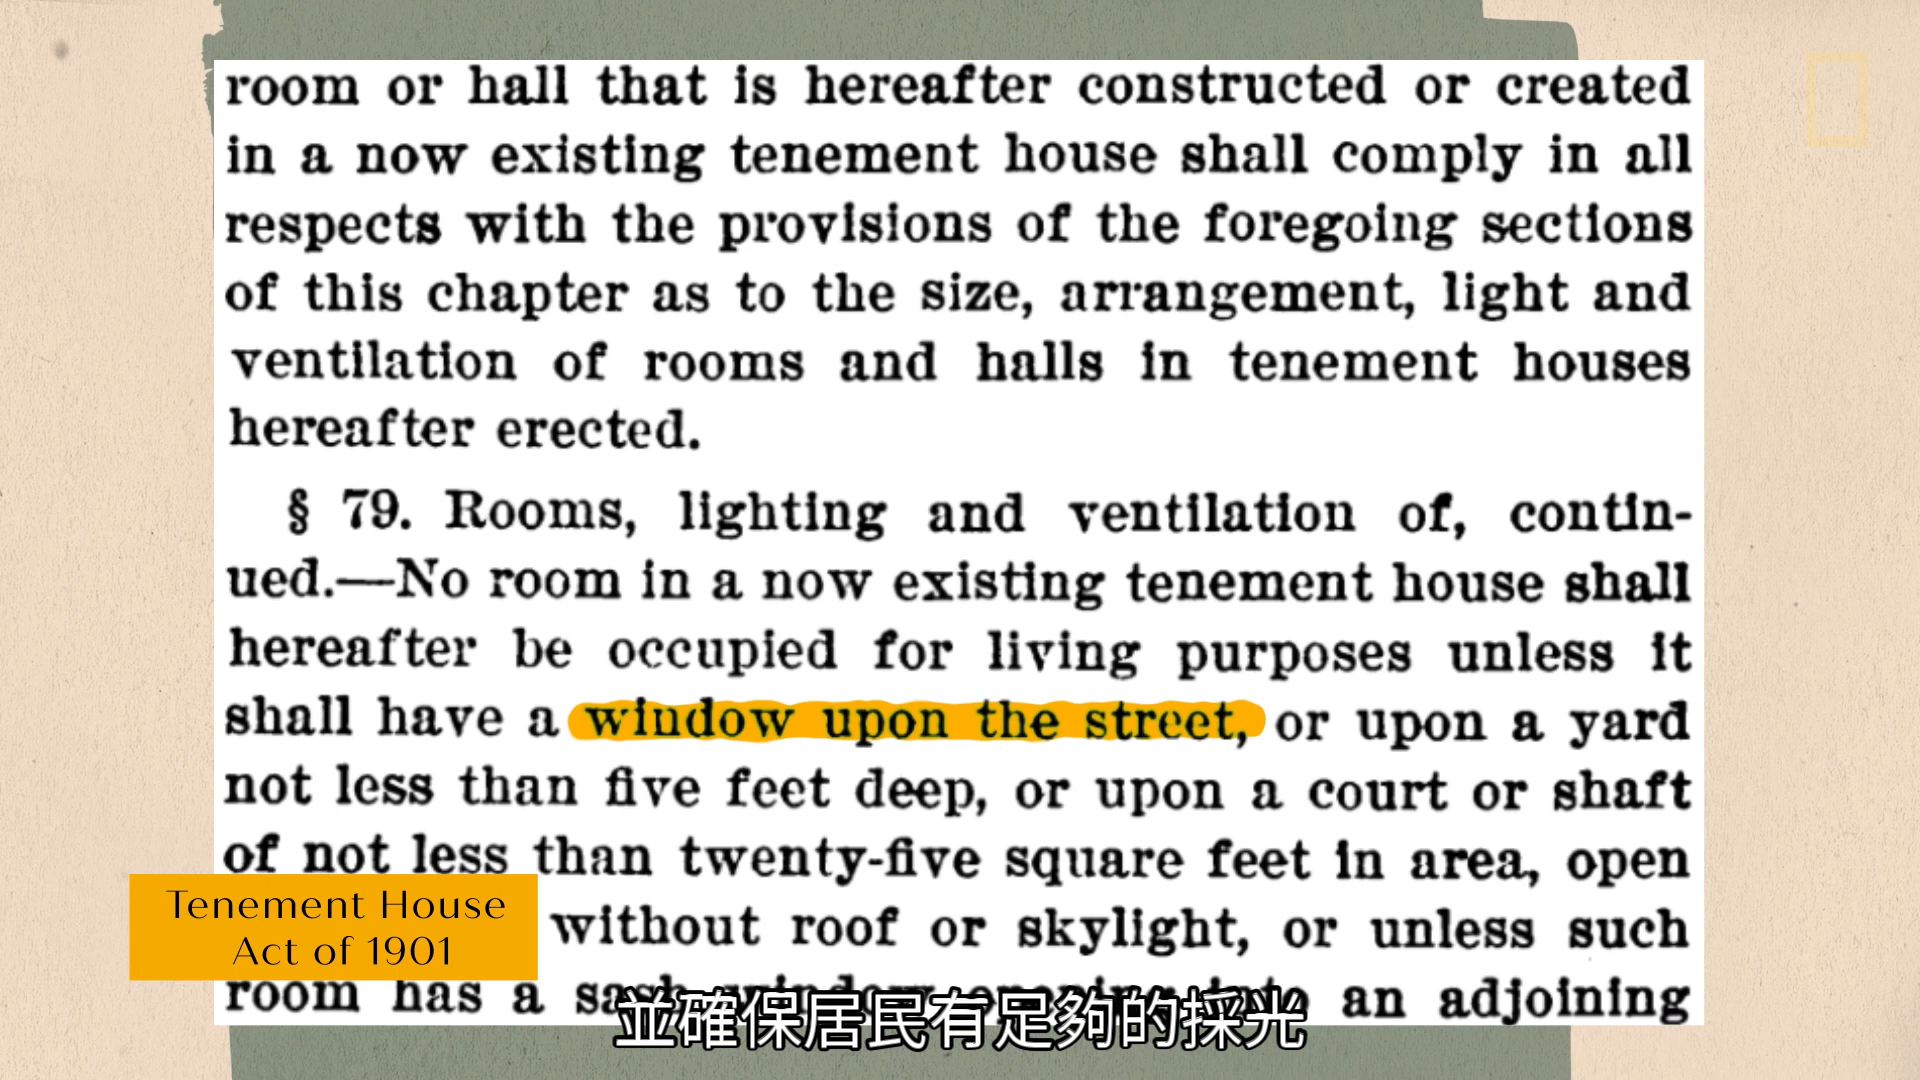 room or hall that is hereafter constructed or created
in a now existing tenement house shall comply in all
respects with the provisions of the foregoing sections
of this chapter as to the size, arrangement, light and
ventilation of rooms and halls in tenement houses
hereafter erected.
§ 79. Rooms, lighting and ventilation of, contin-
ued.—No room in a now existing tenement house shall
hereafter be occupied for living purposes unless it
shall have a window upon the street, or upon a yard
not less than five feet deep, or upon a court or shaft
of not less than twenty-five square feet in area, open
without roof or skylight, or unless such
room has a sash window opening into an adjoining
Tenement House
Act of 1901
並確保居民有足夠的採光